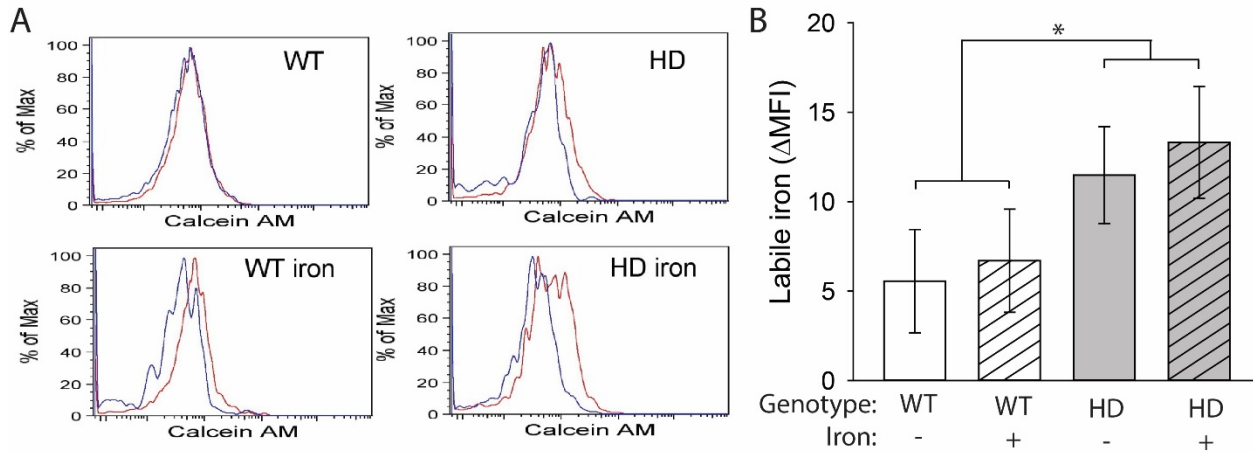 A
WT
% of Max
100
80
60
40
20
0
Calcein AM
HD
% of Max
100
80
60
40
20
0
Calcein AM
WT iron
% of Max
100
80
60
40
20
0
Calcein AM
HD iron
% of Max
100
80
60
40
20
0
Calcein AM
B
Labile iron (ΔMFI)
20
15
10
5
0
*
Genotype: WT WT HD HD
Iron: - + - +